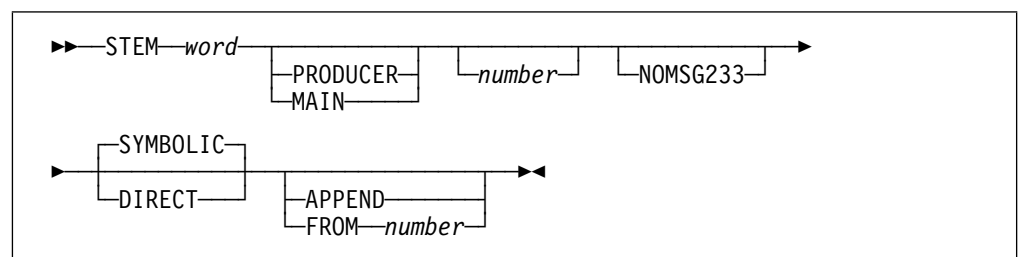 STEM word
PRODUCER number NOMSG233
MAIN
SYMBOLIC
DIRECT APPEND
FROM number